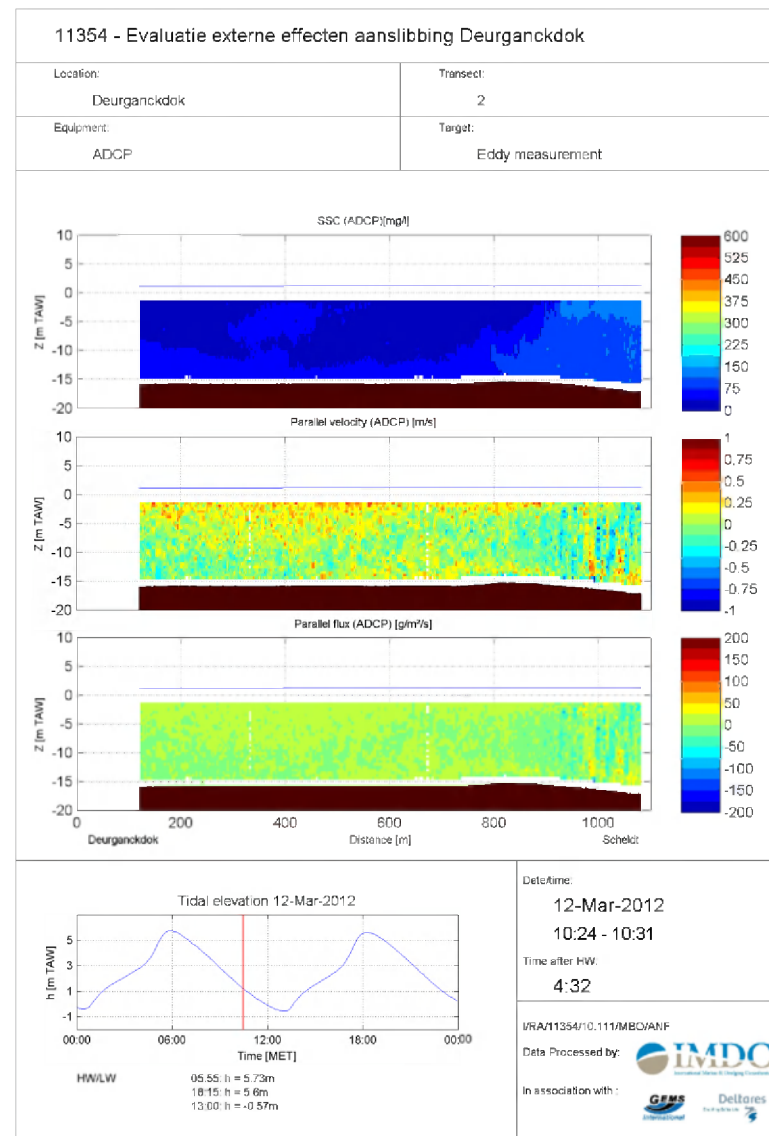 11354 - Evaluatie externe effecten aanslibbing Deurganckdok
Location:
Deurganckdok
Transect:
2
Equipment:
ADCP
Target:
Eddy measurement
SSC (ADCP)[mg/l]
10
5
0
-5
-10
-15
-20
Z [m TAW]
600
525
450
375
300
225
150
75
0
Parallel velocity (ADCP) [m/s]
10
5
0
-5
-10
-15
-20
Z [m TAW]
1
0.75
0.5
0.25
0
-0.25
-0.5
-0.75
-1
Parallel flux (ADCP) [g/m²/s]
10
5
0
-5
-10
-15
-20
Z [m TAW]
200
150
100
50
0
-50
-100
-150
-200
0 200 400 600 800 1000
Deurganckdok Distance [m] Scheldt
Tidal elevation 12-Mar-2012
h [m TAW]
5
3
1
-1
00:00 06:00 12:00 18:00 00:00
Time [MET]
HW/LW
05:55: h = 5.73m
18:15: h = 5.6m
13:00: h = -0.57m
Date/time:
12-Mar-2012
10:24 - 10:31
Time after HW:
4:32
I/RA/11354/10.111/MBO/ANF
Data Processed by:
IMDC
International Marine & Dredging Consultants
In association with :
GEMS
International
Deltares